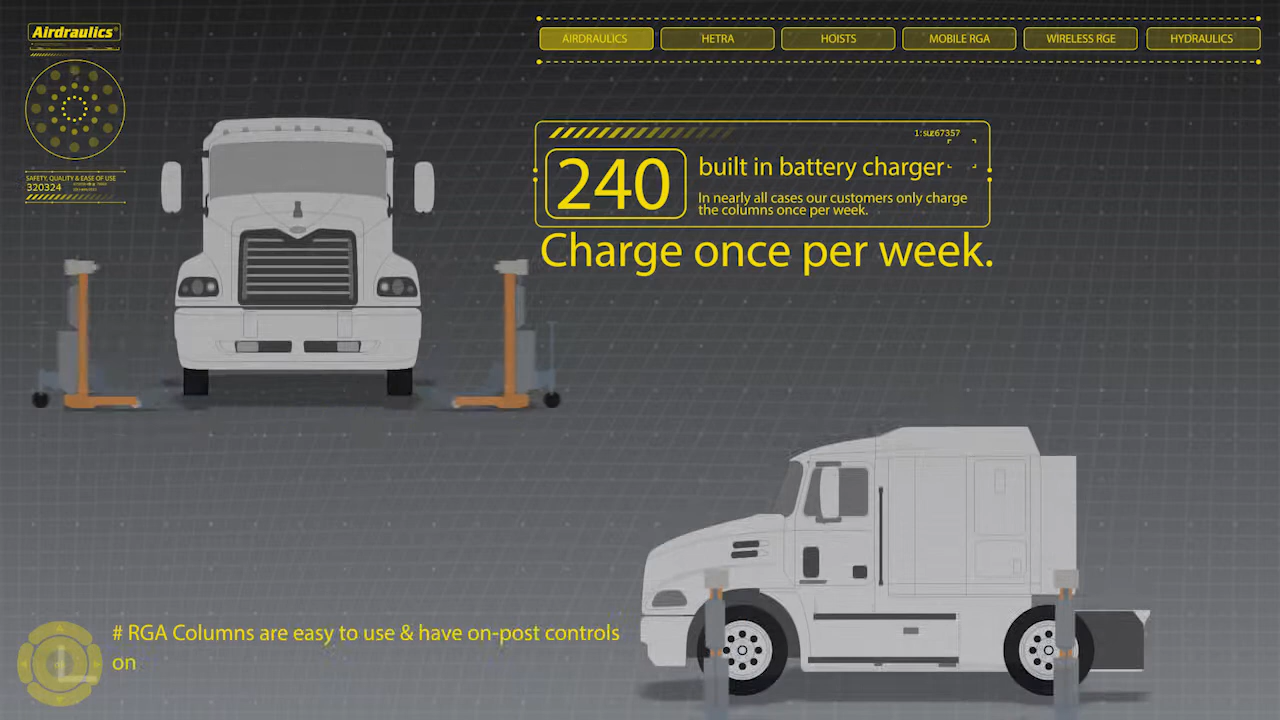 Airdraulics
AIRDRAULICS
HETRA
HOISTS
MOBILE RGA
WIRELESS RGE
HYDRAULICS
SAFETY, QUALITY & EASE OF USE
320324
240
built in battery charger
In nearly all cases our customers only charge
the columns once per week.
Charge once per week.
# RGA Columns are easy to use & have on-post controls
on